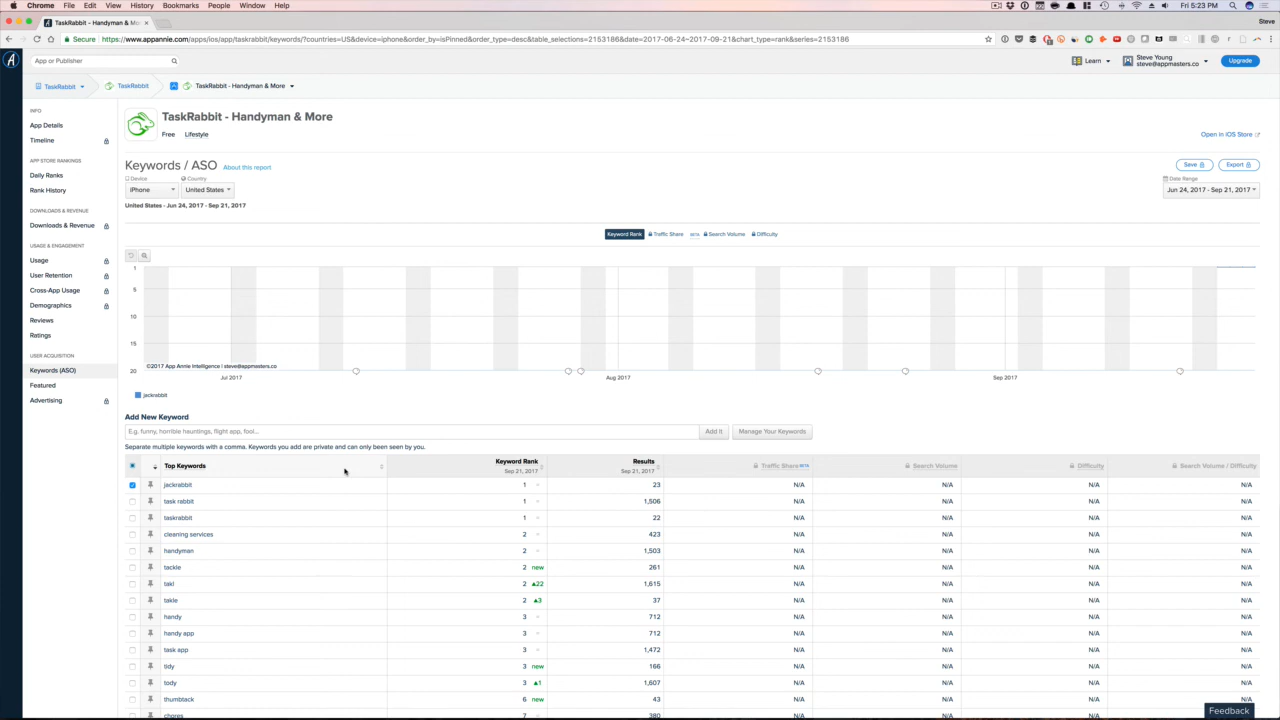 Chrome File Edit View History Bookmarks People Window Help Fri 5:23 PM
TaskRabbit - Handyman & Mo Steve
Secure https://www.appannie.com/apps/ios/app/taskrabbit/keywords/?countries=US&device=iphone&order_by=isPinned&order_type=desc&table_selections=2153186&date=2017-06-24~2017-09-21&chart_type=rank&series=2153186
App or Publisher Learn Steve Young Upgrade
steve@appmasters.co
TaskRabbit TaskRabbit TaskRabbit - Handyman & More
INFO
App Details
Timeline
APP STORE RANKINGS
Daily Ranks
Rank History
DOWNLOADS & REVENUE
Downloads & Revenue
USAGE & ENGAGEMENT
Usage
User Retention
Cross-App Usage
Demographics
Reviews
Ratings
USER ACQUISITION
Keywords (ASO)
Featured
Advertising
TaskRabbit - Handyman & More
Free Lifestyle
Open in iOS Store
Keywords / ASO About this report
Save Export
Device Country Date Range
iPhone United States Jun 24, 2017 - Sep 21, 2017
United States - Jun 24, 2017 - Sep 21, 2017
Keyword Rank Traffic Share BETA Search Volume Difficulty
1
5
10
15
20
©2017 App Annie Intelligence | steve@appmasters.co
Jul 2017 Aug 2017 Sep 2017
jackrabbit
Add New Keyword
E.g. funny, horrible hauntings, flight app, fool... Add It Manage Your Keywords
Separate multiple keywords with a comma. Keywords you add are private and can only been seen by you.
Top Keywords Keyword Rank Sep 21, 2017 Results Sep 21, 2017 Traffic Share BETA Search Volume Difficulty Search Volume / Difficulty
jackrabbit 1 = 23 N/A N/A N/A N/A
task rabbit 1 = 1,506 N/A N/A N/A N/A
taskrabbit 1 = 22 N/A N/A N/A N/A
cleaning services 2 = 423 N/A N/A N/A N/A
handyman 2 = 1,503 N/A N/A N/A N/A
tackle 2 new 261 N/A N/A N/A N/A
takl 2 ▲22 1,615 N/A N/A N/A N/A
takle 2 ▲3 37 N/A N/A N/A N/A
handy 3 = 712 N/A N/A N/A N/A
handy app 3 = 712 N/A N/A N/A N/A
task app 3 = 1,472 N/A N/A N/A N/A
tidy 3 new 166 N/A N/A N/A N/A
tody 3 ▲1 1,607 N/A N/A N/A N/A
thumbtack 6 new 43 N/A N/A N/A N/A
chores 7 = 380 N/A N/A N/A N/A
Feedback